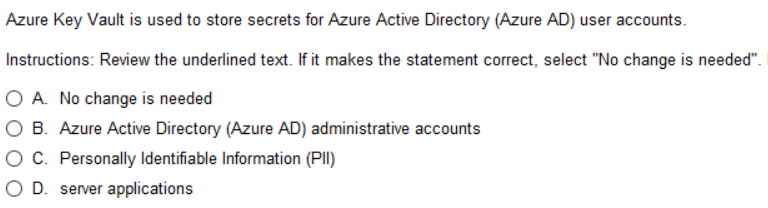 Azure Key Vault is used to store secrets for Azure Active Directory (Azure AD) user accounts.
Instructions: Review the underlined text. If it makes the statement correct, select "No change is needed".
A. No change is needed
B. Azure Active Directory (Azure AD) administrative accounts
C. Personally Identifiable Information (PII)
D. server applications